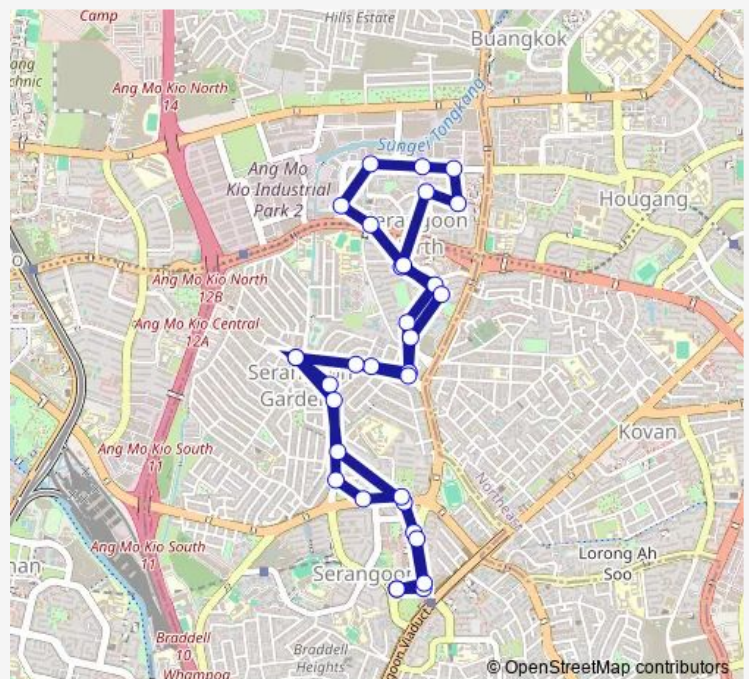 Camp
Hills Estate
Buangkok
Ang Mo Kio North
14
Sungei Tongkang
Ang Mo
Kio Industrial
Park 2
Hougang
Ang Mo Kio North
12B
Ang Mo Kio Central
12A
Kovan
Ang Mo Kio South
11
Northeast
Ang Mo Kio South
11
Lorong Ah
Soo
Braddell
10
Braddell
Heights
Whampoa
© OpenStreetMap contributors